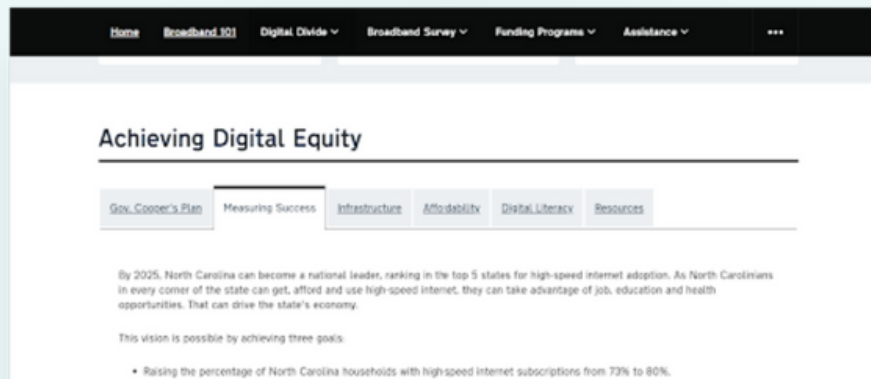 Home Broadband 101 Digital Divide Broadband Survey Funding Programs Assistance ...
Achieving Digital Equity
Gov. Cooper's Plan Measuring Success Infrastructure Affordability Digital Literacy Resources
By 2025, North Carolina can become a national leader, ranking in the top 5 states for high-speed internet adoption. As North Carolinians
in every corner of the state can get, afford and use high-speed internet, they can take advantage of job, education and health
opportunities. That can drive the state's economy.
This vision is possible by achieving three goals:
• Raising the percentage of North Carolina households with high-speed internet subscriptions from 73% to 80%.